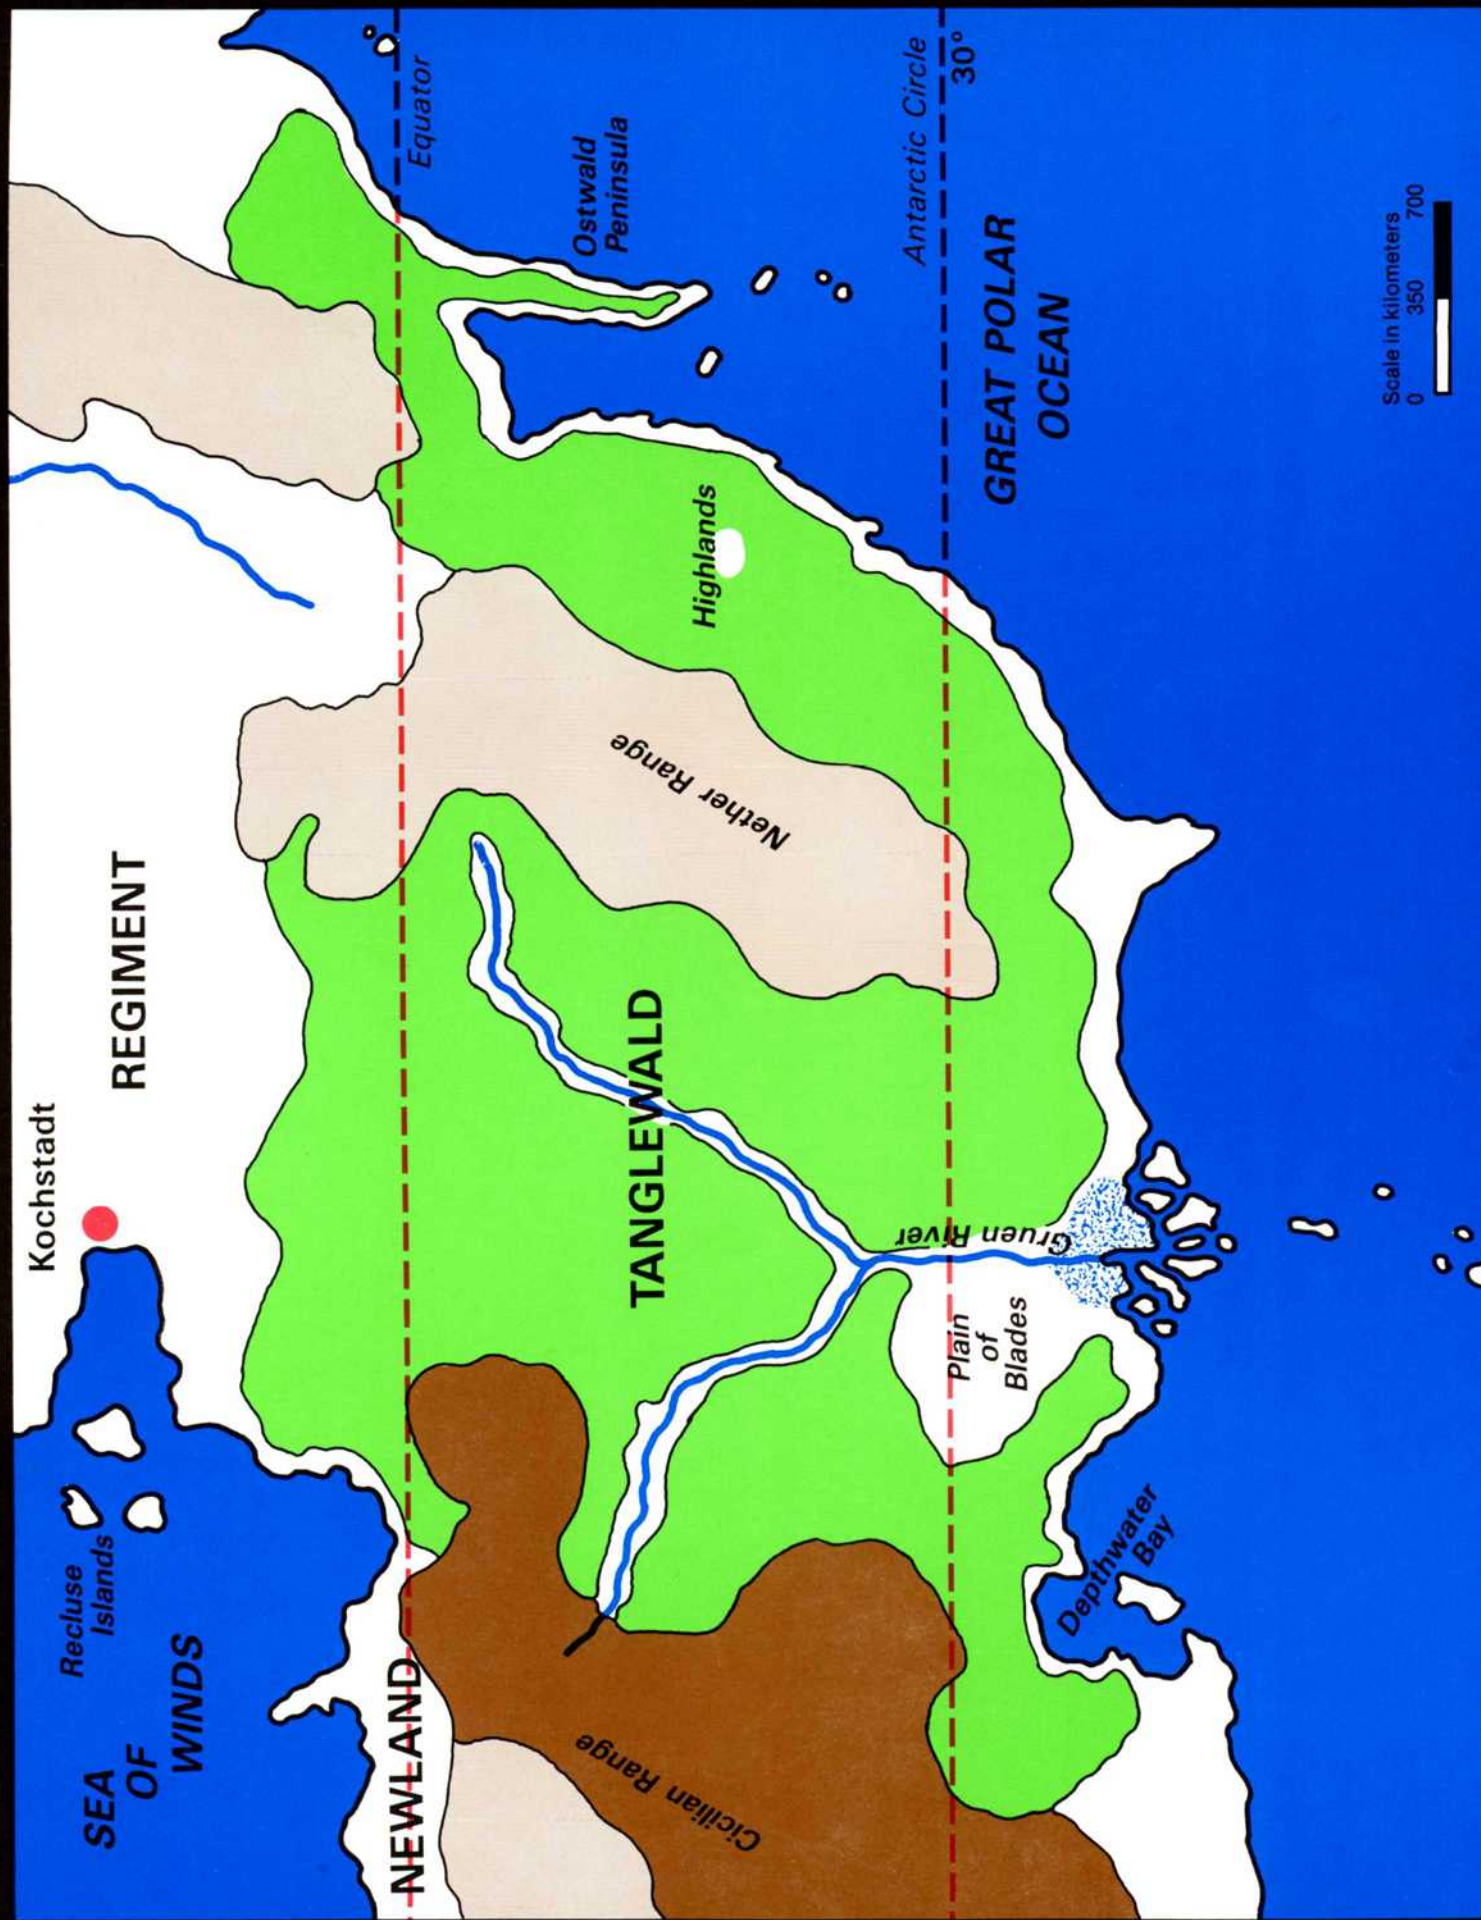 Kochstadt
REGIMENT
Recluse
Islands
SEA
OF
WINDS
NEWLAND
Equator
Ostwald
Peninsula
Highlands
Nether Range
TANGLEWALD
Cicilian Range
Antarctic Circle
30°
Gruen River
Plain
of
Blades
GREAT POLAR
OCEAN
Depthwater
Bay
Scale in kilometers
0 350 700